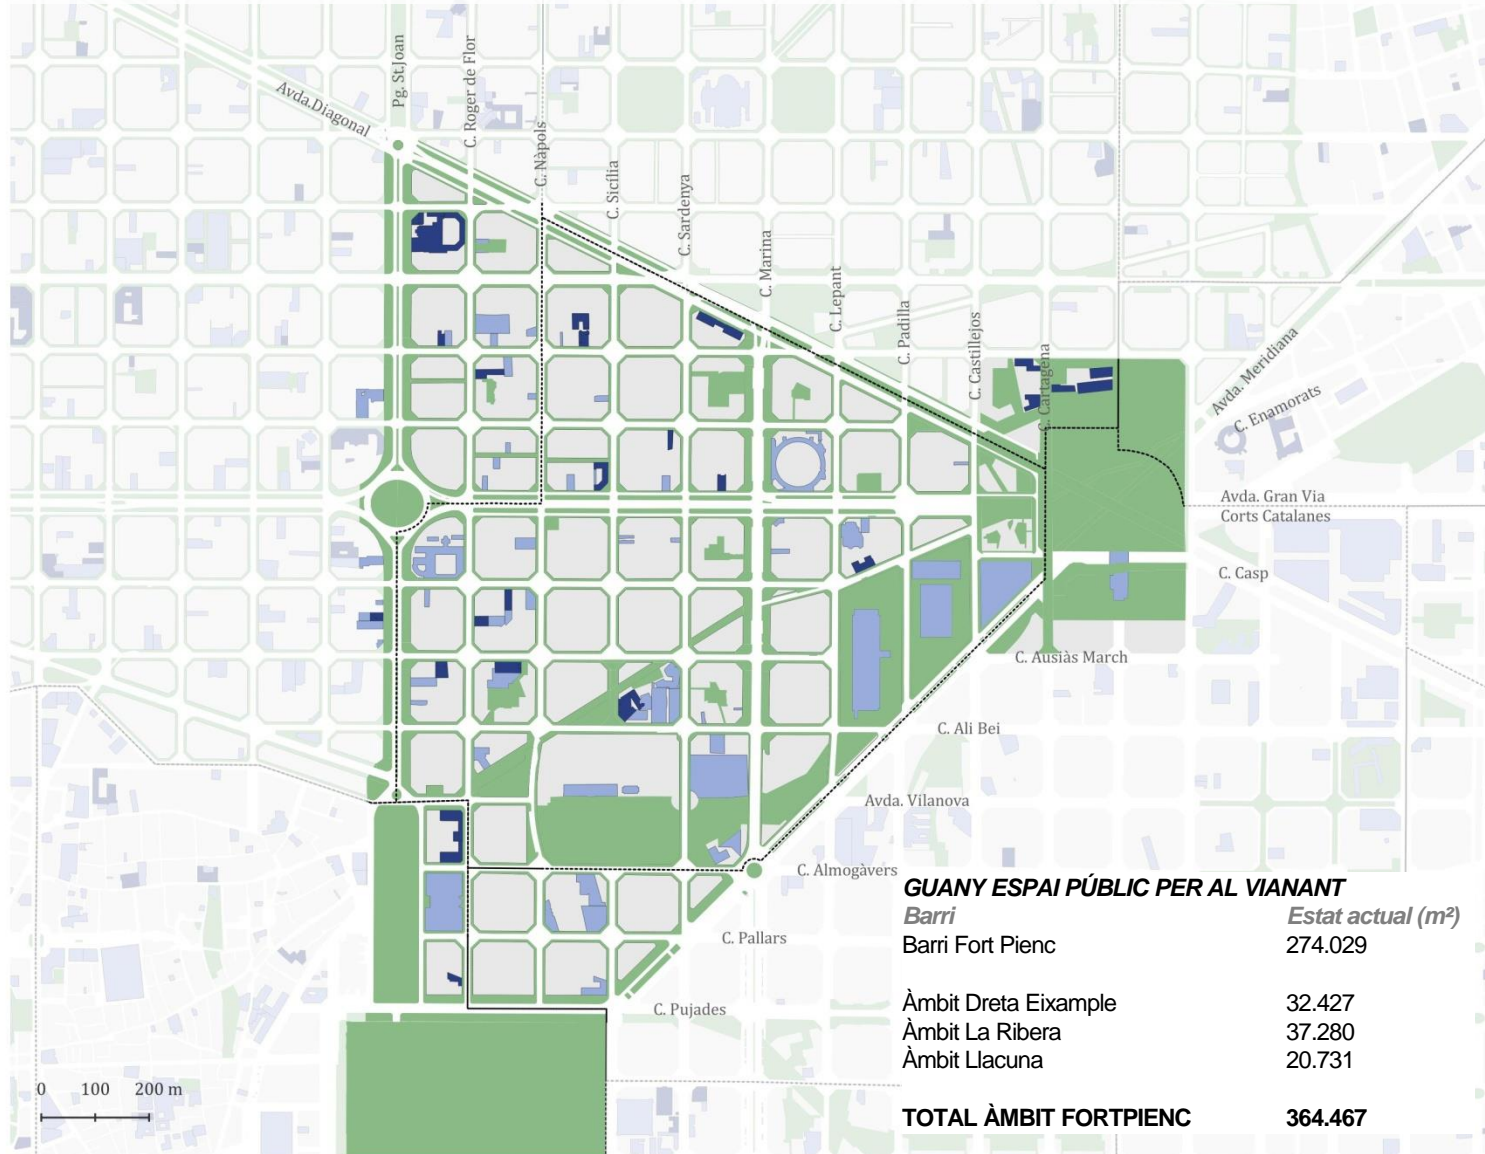 Pg. St.Joan
C. Roger de Flor
Avda.Diagonal
C. Nàpols
C. Sicília
C. Sardenya
C. Marina
C. Lepant
C. Padilla
C. Castillejos
C. Cartagena
Avda. Meridiana
C. Enamorats
Avda. Gran Via
Corts Catalanes
C. Casp
C. Ausiàs March
C. Ali Bei
Avda. Vilanova
C. Almogàvers
C. Pallars
C. Pujades
0 100 200 m
GUANY ESPAI PÚBLIC PER AL VIANANT
Barri Estat actual (m²)
Barri Fort Pienc 274.029
Àmbit Dreta Eixample 32.427
Àmbit La Ribera 37.280
Àmbit Llacuna 20.731
TOTAL ÀMBIT FORTPIENC 364.467